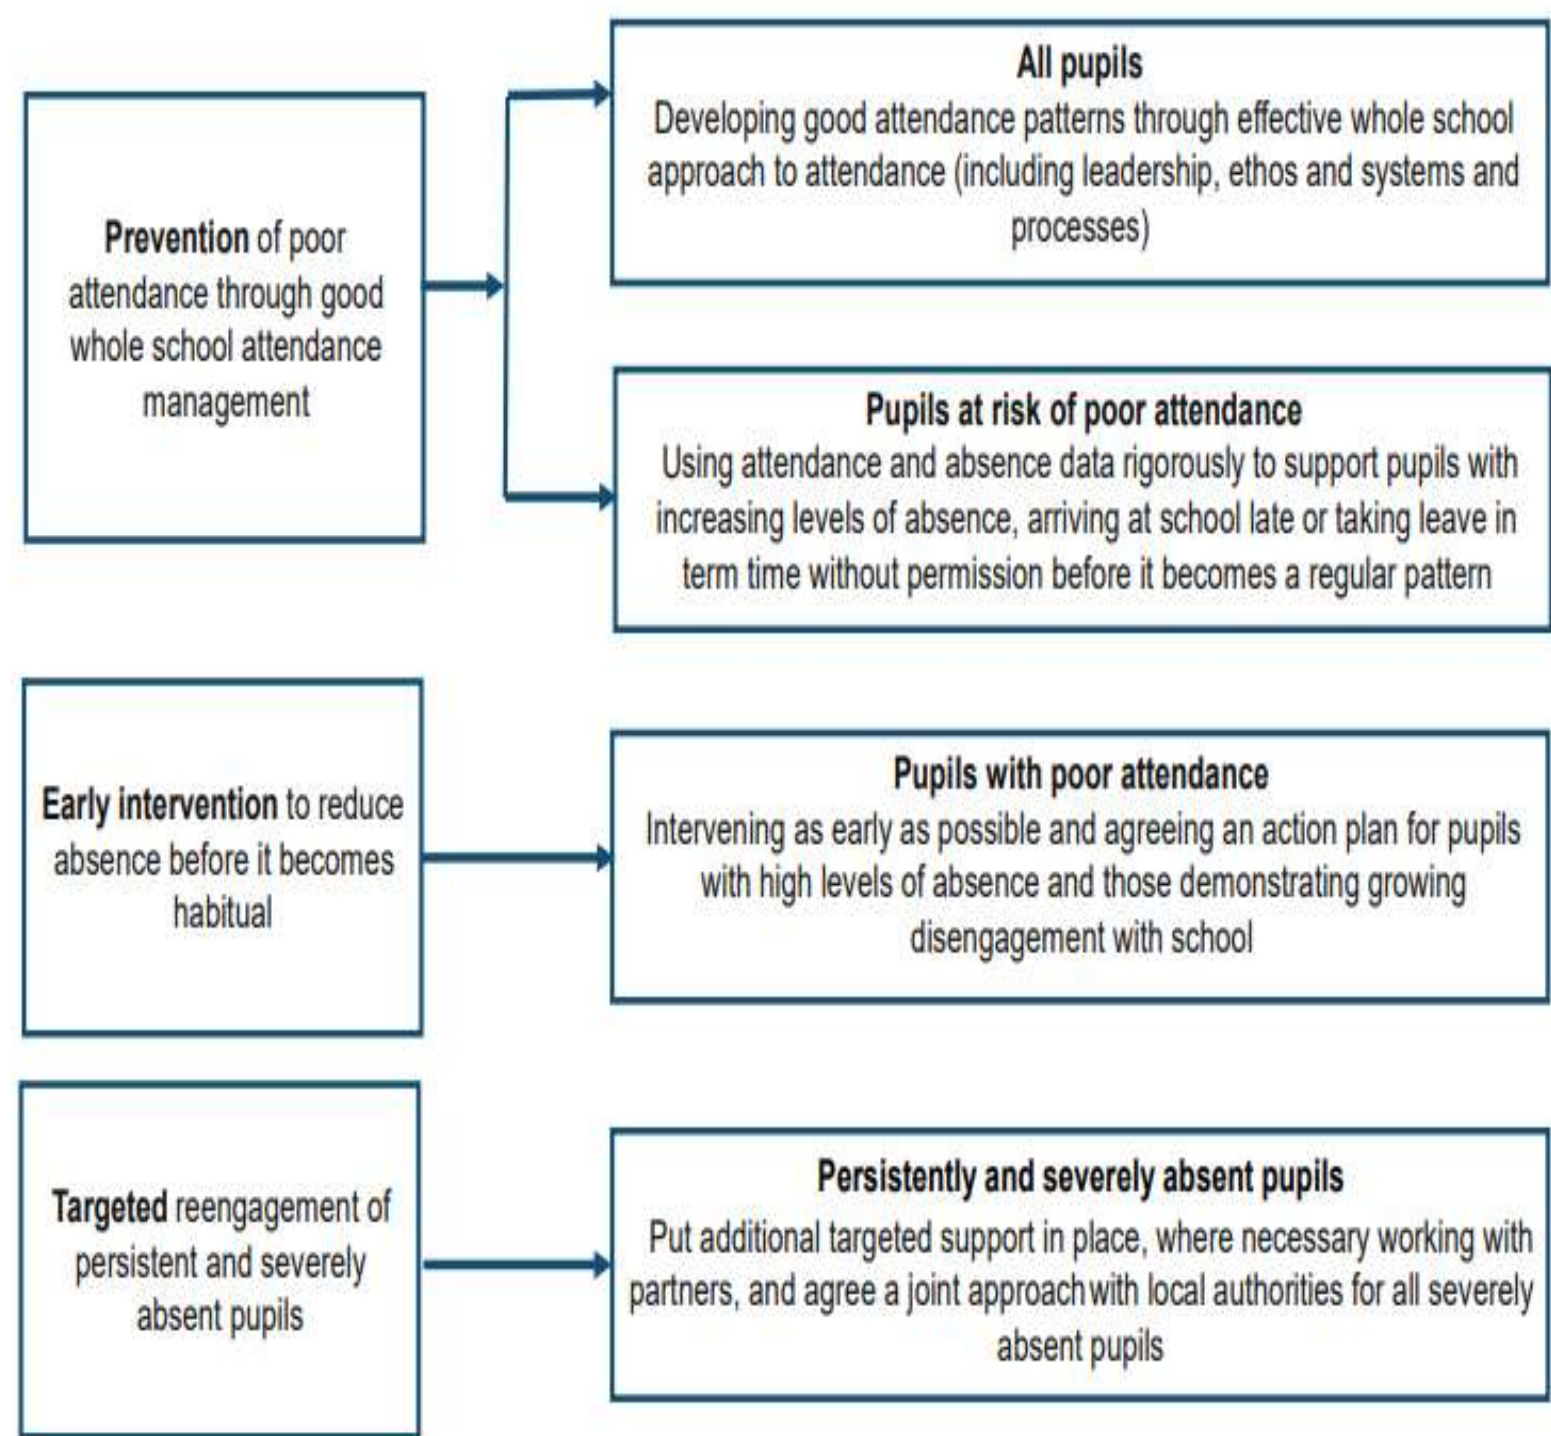 Prevention of poor
attendance through good
whole school attendance
management
All pupils
Developing good attendance patterns through effective whole school
approach to attendance (including leadership, ethos and systems and
processes)
Pupils at risk of poor attendance
Using attendance and absence data rigorously to support pupils with
increasing levels of absence, arriving at school late or taking leave in
term time without permission before it becomes a regular pattern
Early intervention to reduce
absence before it becomes
habitual
Pupils with poor attendance
Intervening as early as possible and agreeing an action plan for pupils
with high levels of absence and those demonstrating growing
disengagement with school
Targeted reengagement of
persistent and severely
absent pupils
Persistently and severely absent pupils
Put additional targeted support in place, where necessary working with
partners, and agree a joint approach with local authorities for all severely
absent pupils